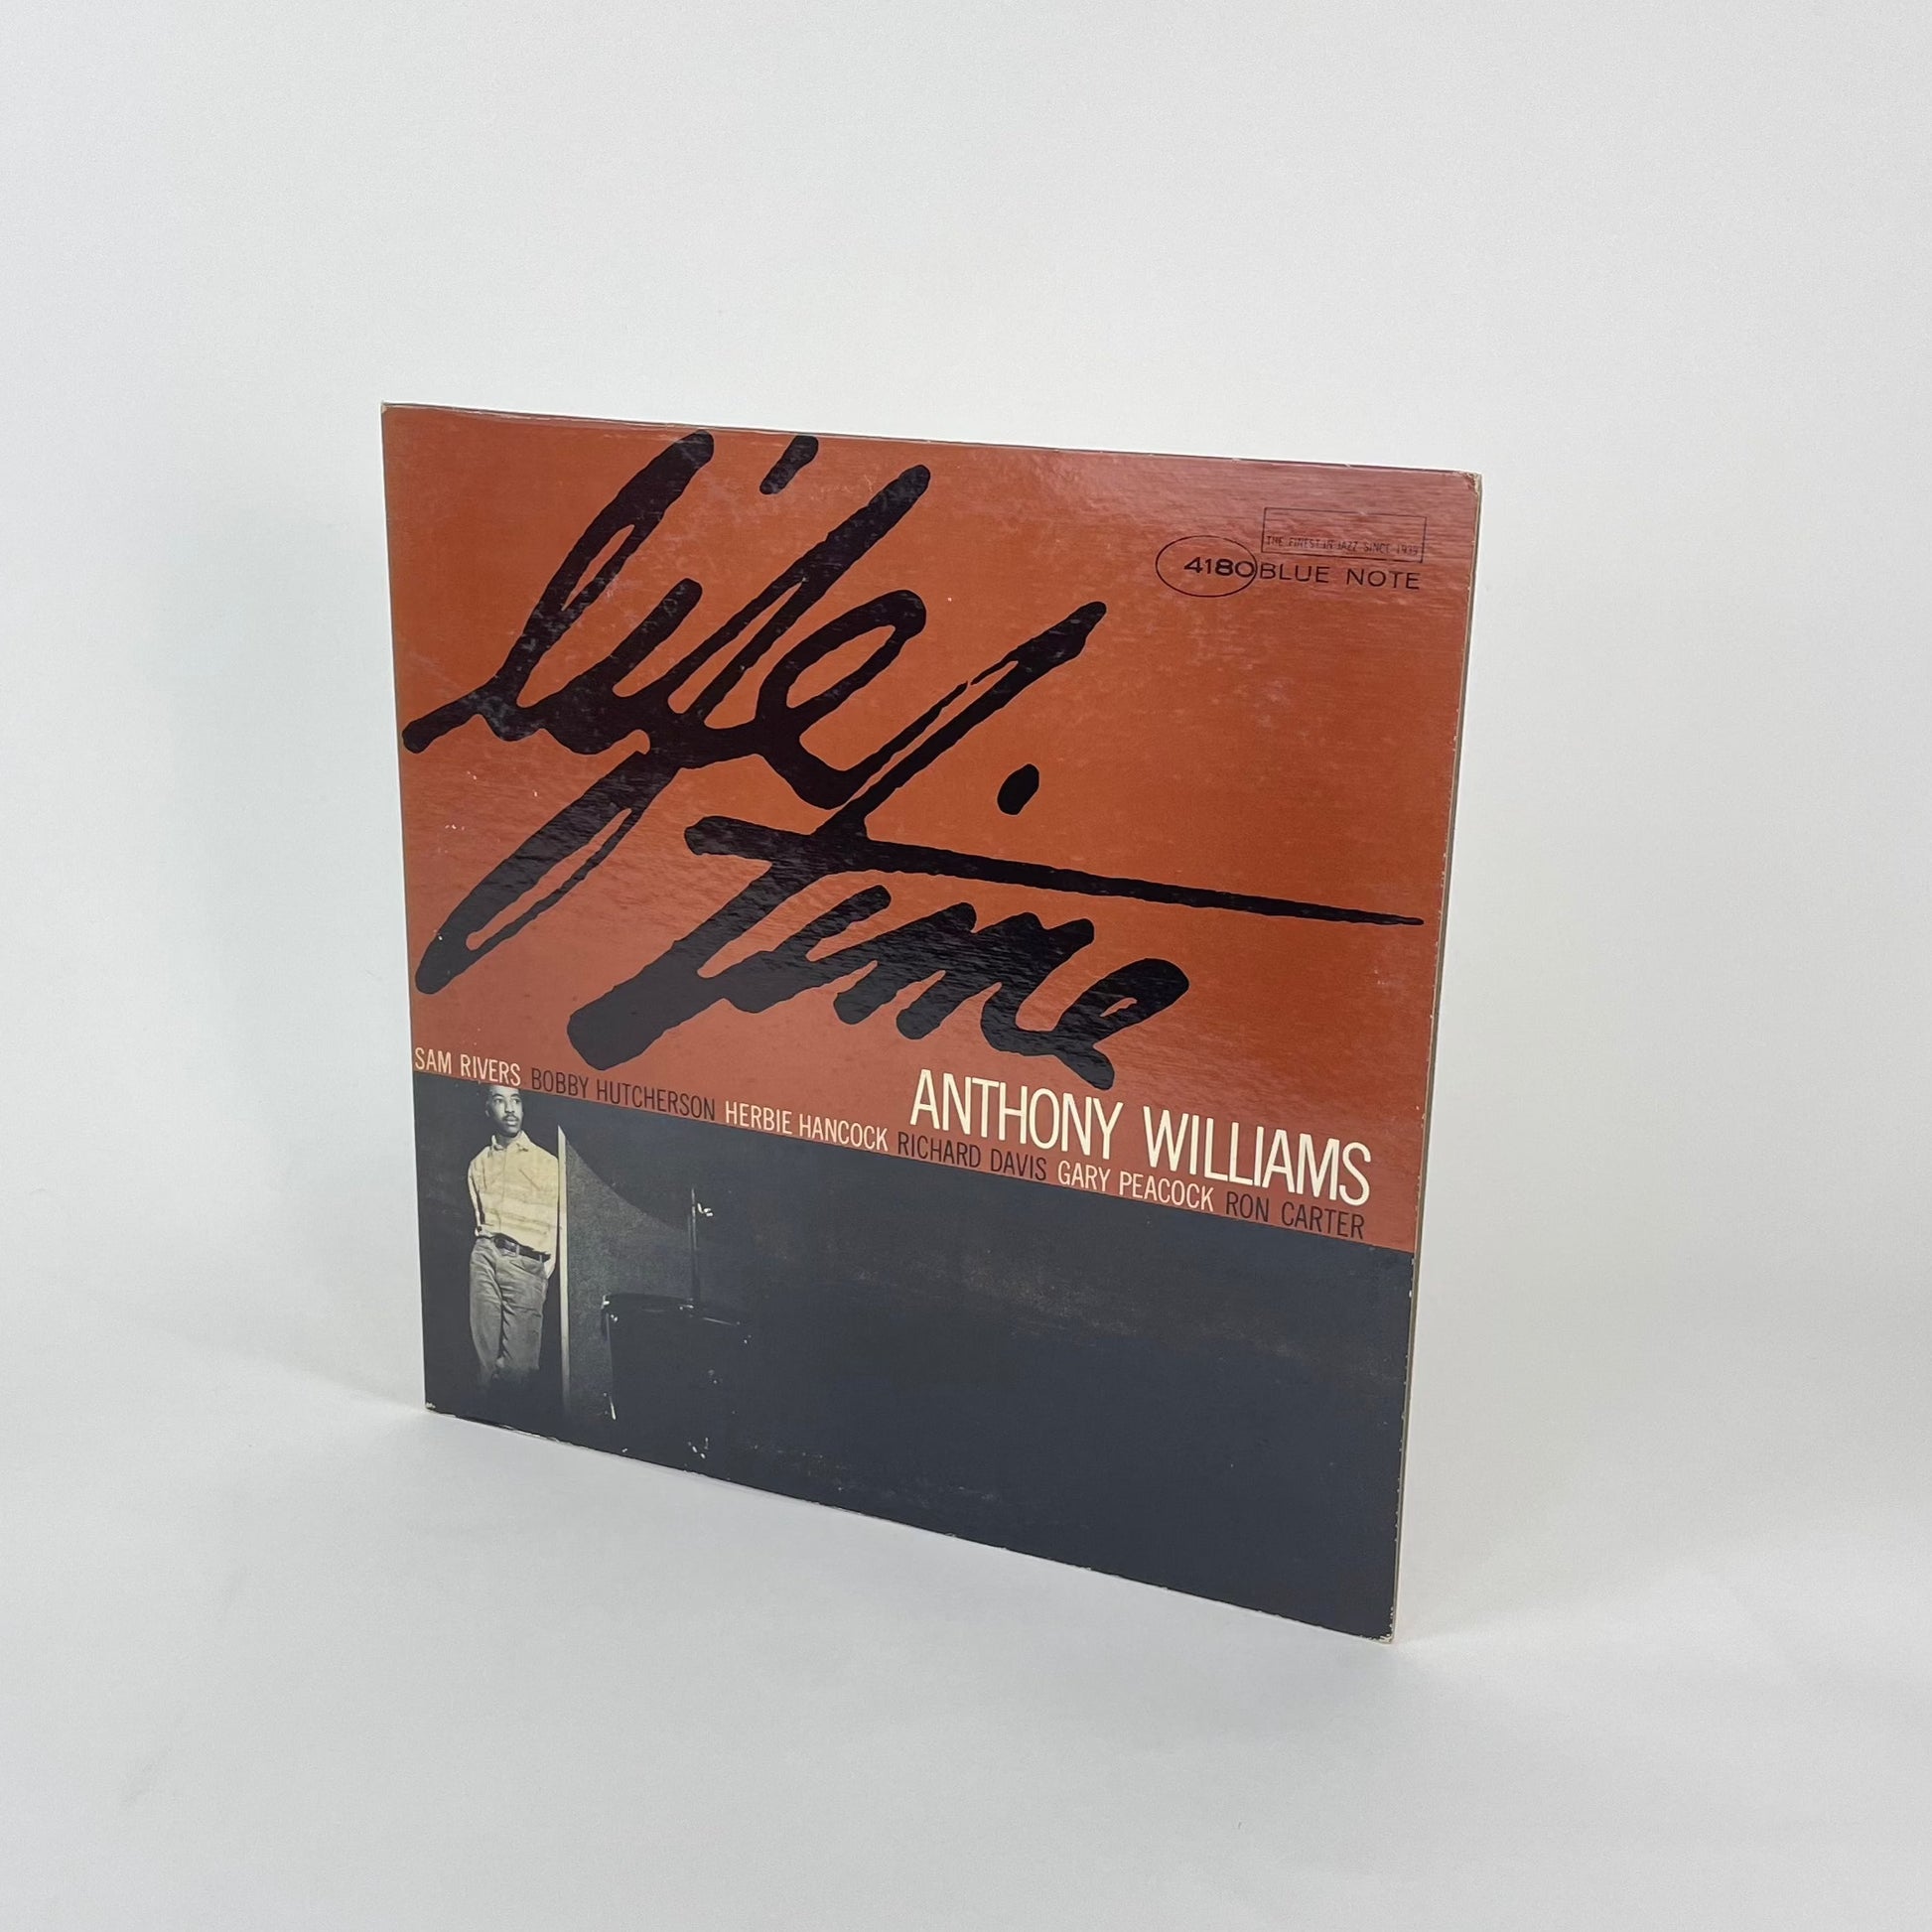 life Time
THE FINEST IN JAZZ SINCE 1939
4180 BLUE NOTE
ANTHONY WILLIAMS
SAM RIVERS BOBBY HUTCHERSON HERBIE HANCOCK RICHARD DAVIS GARY PEACOCK RON CARTER